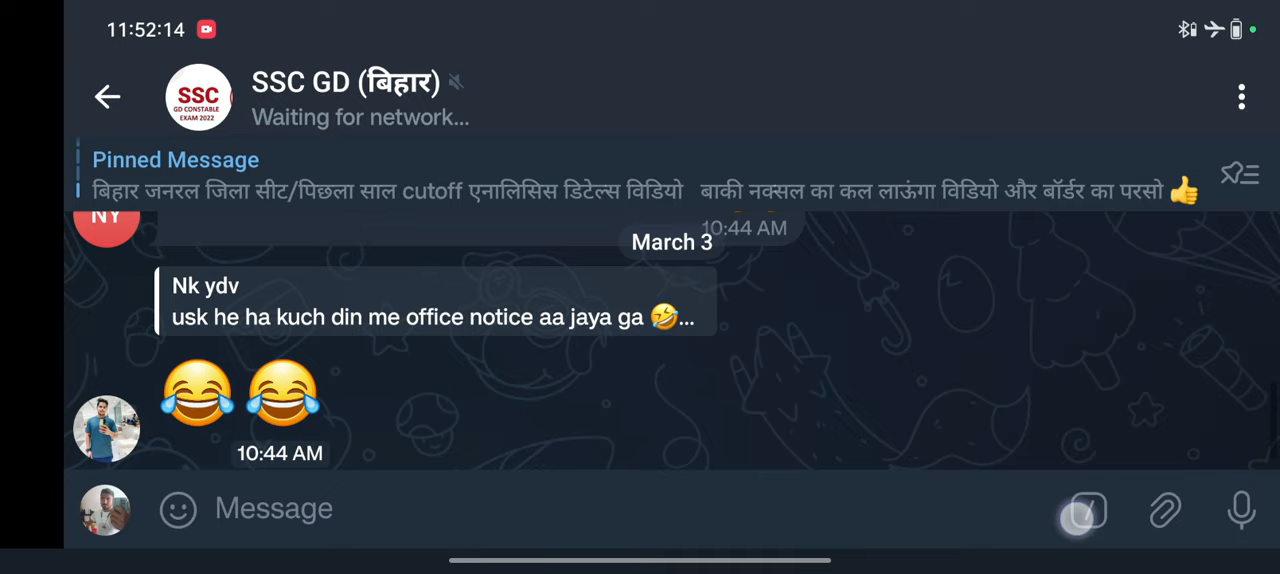 11:52:14
SSC GD (बिहार)
SSC
GD CONSTABLE
EXAM 2022
Waiting for network...
Pinned Message
बिहार जनरल जिला सीट/पिछला साल cutoff एनालिसिस डिटेल्स विडियो बाकी नक्सल का कल लाऊंगा विडियो और बॉर्डर का परसो 👍
NY
10:44 AM
March 3
Nk ydv
usk he ha kuch din me office notice aa jaya ga 🤣...
😂 😂
10:44 AM
Message